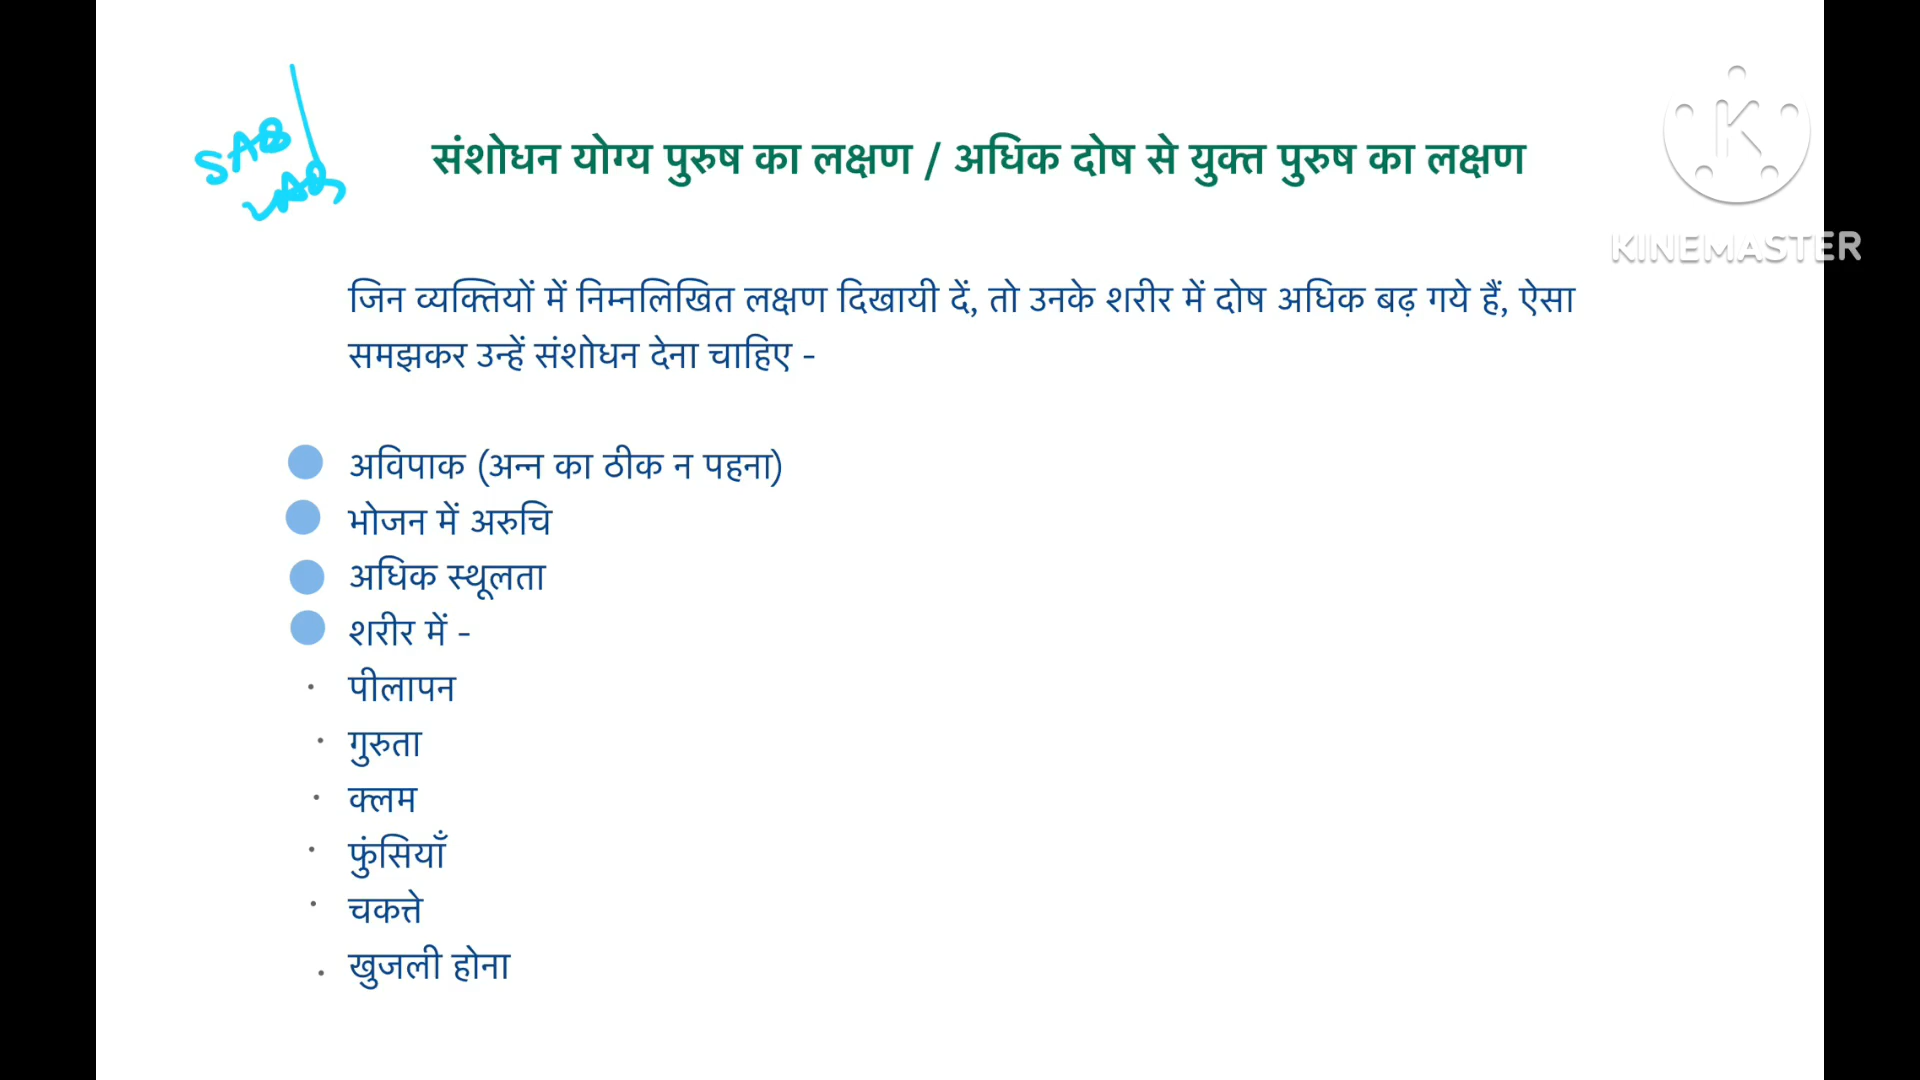 SAB
संशोधन योग्य पुरुष का लक्षण / अधिक दोष से युक्त पुरुष का लक्षण
KINEMASTER
जिन व्यक्तियों में निम्नलिखित लक्षण दिखायी दें, तो उनके शरीर में दोष अधिक बढ़ गये हैं, ऐसा
समझकर उन्हें संशोधन देना चाहिए -
अविपाक (अन्न का ठीक न पहना)
भोजन में अरुचि
अधिक स्थूलता
शरीर में -
पीलापन
गुरुता
क्लम
फुंसियाँ
चकत्ते
खुजली होना